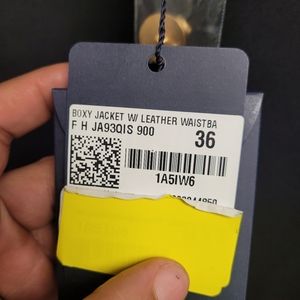 BOXY JACKET W/ LEATHER WAISTBA
F H JA93QIS 900
36
1A5IW6